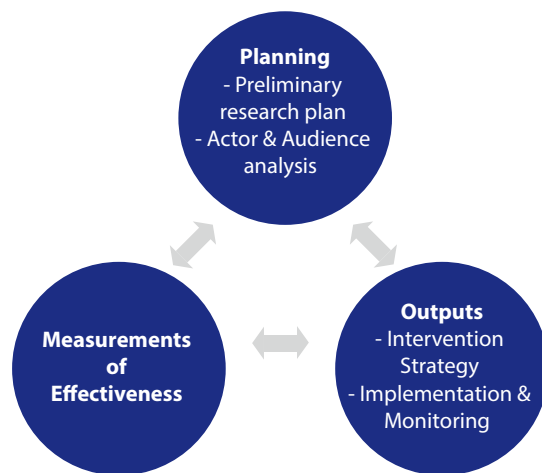 Planning
- Preliminary
research plan
- Actor & Audience
analysis
Measurements
of
Effectiveness
Outputs
- Intervention
Strategy
- Implementation &
Monitoring